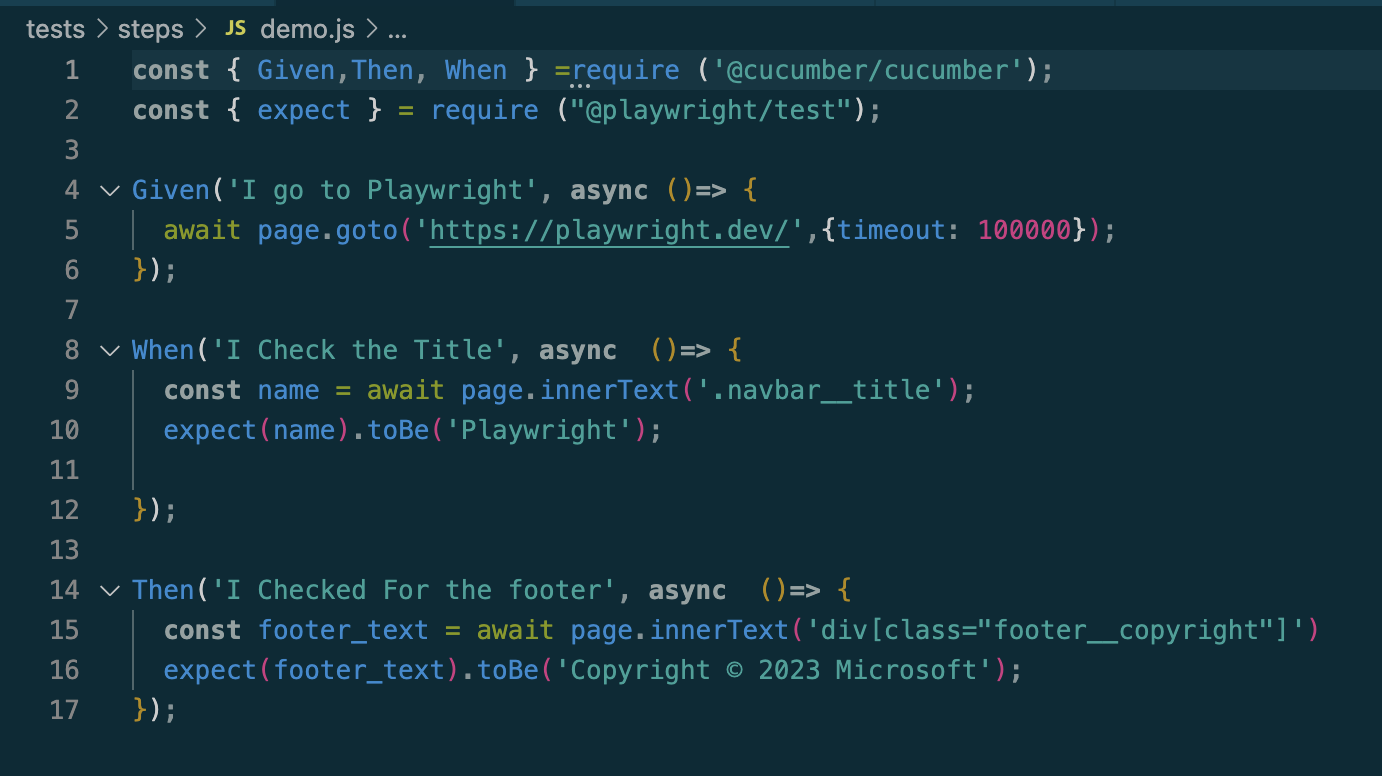 tests > steps > JS demo.js > ...
1 const { Given,Then, When } =require ('@cucumber/cucumber');
2 const { expect } = require ("@playwright/test");
3
4 Given('I go to Playwright', async ()=> {
5 await page.goto('https://playwright.dev/',{timeout: 100000});
6 });
7
8 When('I Check the Title', async  ()=> {
9 const name = await page.innerText('.navbar__title');
10 expect(name).toBe('Playwright');
11
12 });
13
14 Then('I Checked For the footer', async  ()=> {
15 const footer_text = await page.innerText('div[class="footer__copyright"]')
16 expect(footer_text).toBe('Copyright © 2023 Microsoft');
17 });